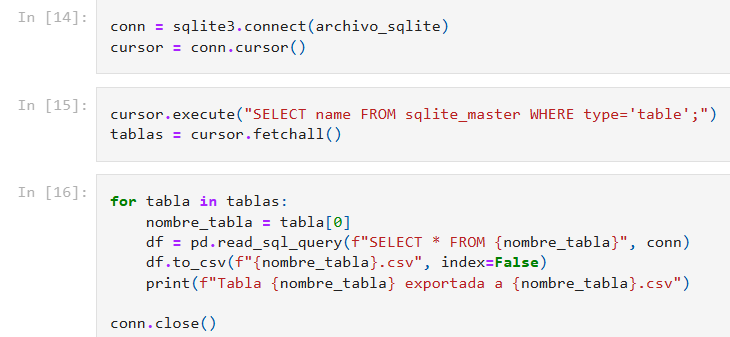 In [14]:
conn = sqlite3.connect(archivo_sqlite)
cursor = conn.cursor()
In [15]:
cursor.execute("SELECT name FROM sqlite_master WHERE type='table';")
tablas = cursor.fetchall()
In [16]:
for tabla in tablas:
    nombre_tabla = tabla[0]
    df = pd.read_sql_query(f"SELECT * FROM {nombre_tabla}", conn)
    df.to_csv(f"{nombre_tabla}.csv", index=False)
    print(f"Tabla {nombre_tabla} exportada a {nombre_tabla}.csv")
conn.close()